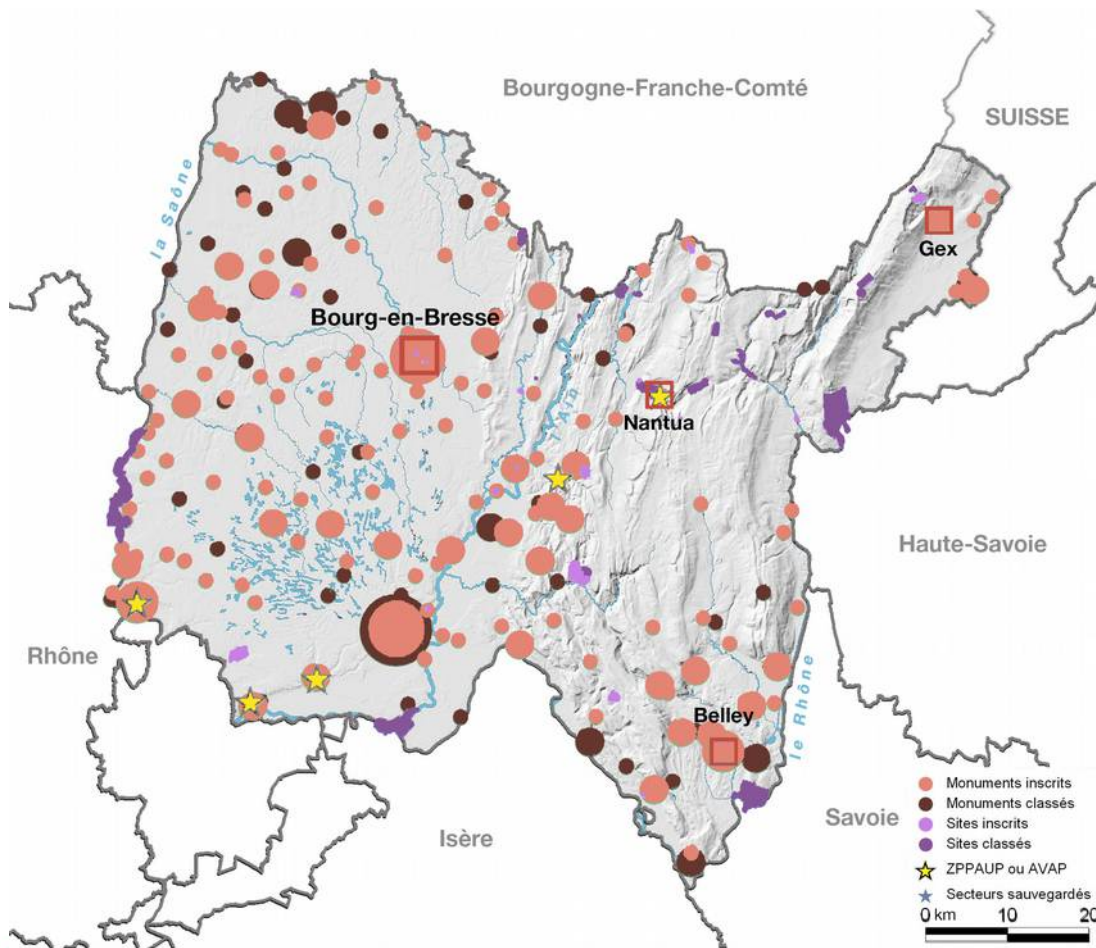 Bourgogne-Franche-Comté
SUISSE
la Saône
Gex
Bourg-en-Bresse
l'Ain
Nantua
Haute-Savoie
Rhône
le Rhône
Belley
Isère
Savoie
Monuments inscrits
Monuments classés
Sites inscrits
Sites classés
ZPPAUP ou AVAP
Secteurs sauvegardés
0 km 10 20